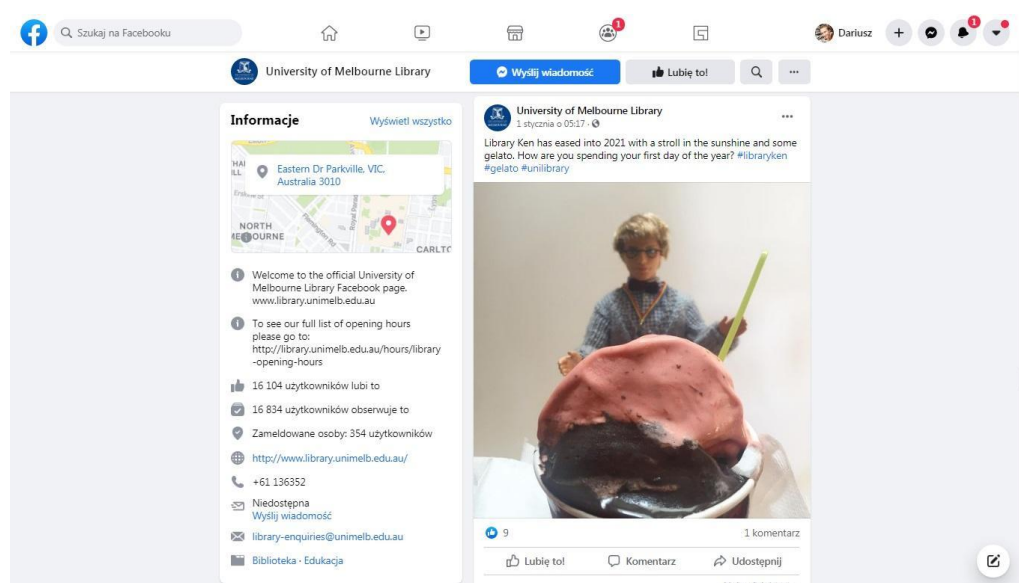 Szukaj na Facebooku
1
Dariusz
1
University of Melbourne Library
Wyślij wiadomość
Lubię to!
Informacje
Wyświetl wszystko
Eastern Dr Parkville, VIC,
Australia 3010
NORTH
CARLTO
Welcome to the official University of
Melbourne Library Facebook page.
www.library.unimelb.edu.au
To see our full list of opening hours
please go to:
http://library.unimelb.edu.au/hours/library
-opening-hours
16 104 użytkowników lubi to
16 834 użytkowników obserwuje to
Zameldowane osoby: 354 użytkowników
http://www.library.unimelb.edu.au/
+61 136352
Niedostępna
Wyślij wiadomość
library-enquiries@unimelb.edu.au
Biblioteka · Edukacja
University of Melbourne Library
1 stycznia o 05:17 ·
Library Ken has eased into 2021 with a stroll in the sunshine and some
gelato. How are you spending your first day of the year? #libraryken
#gelato #unilibrary
9
1 komentarz
Lubię to!
Komentarz
Udostępnij